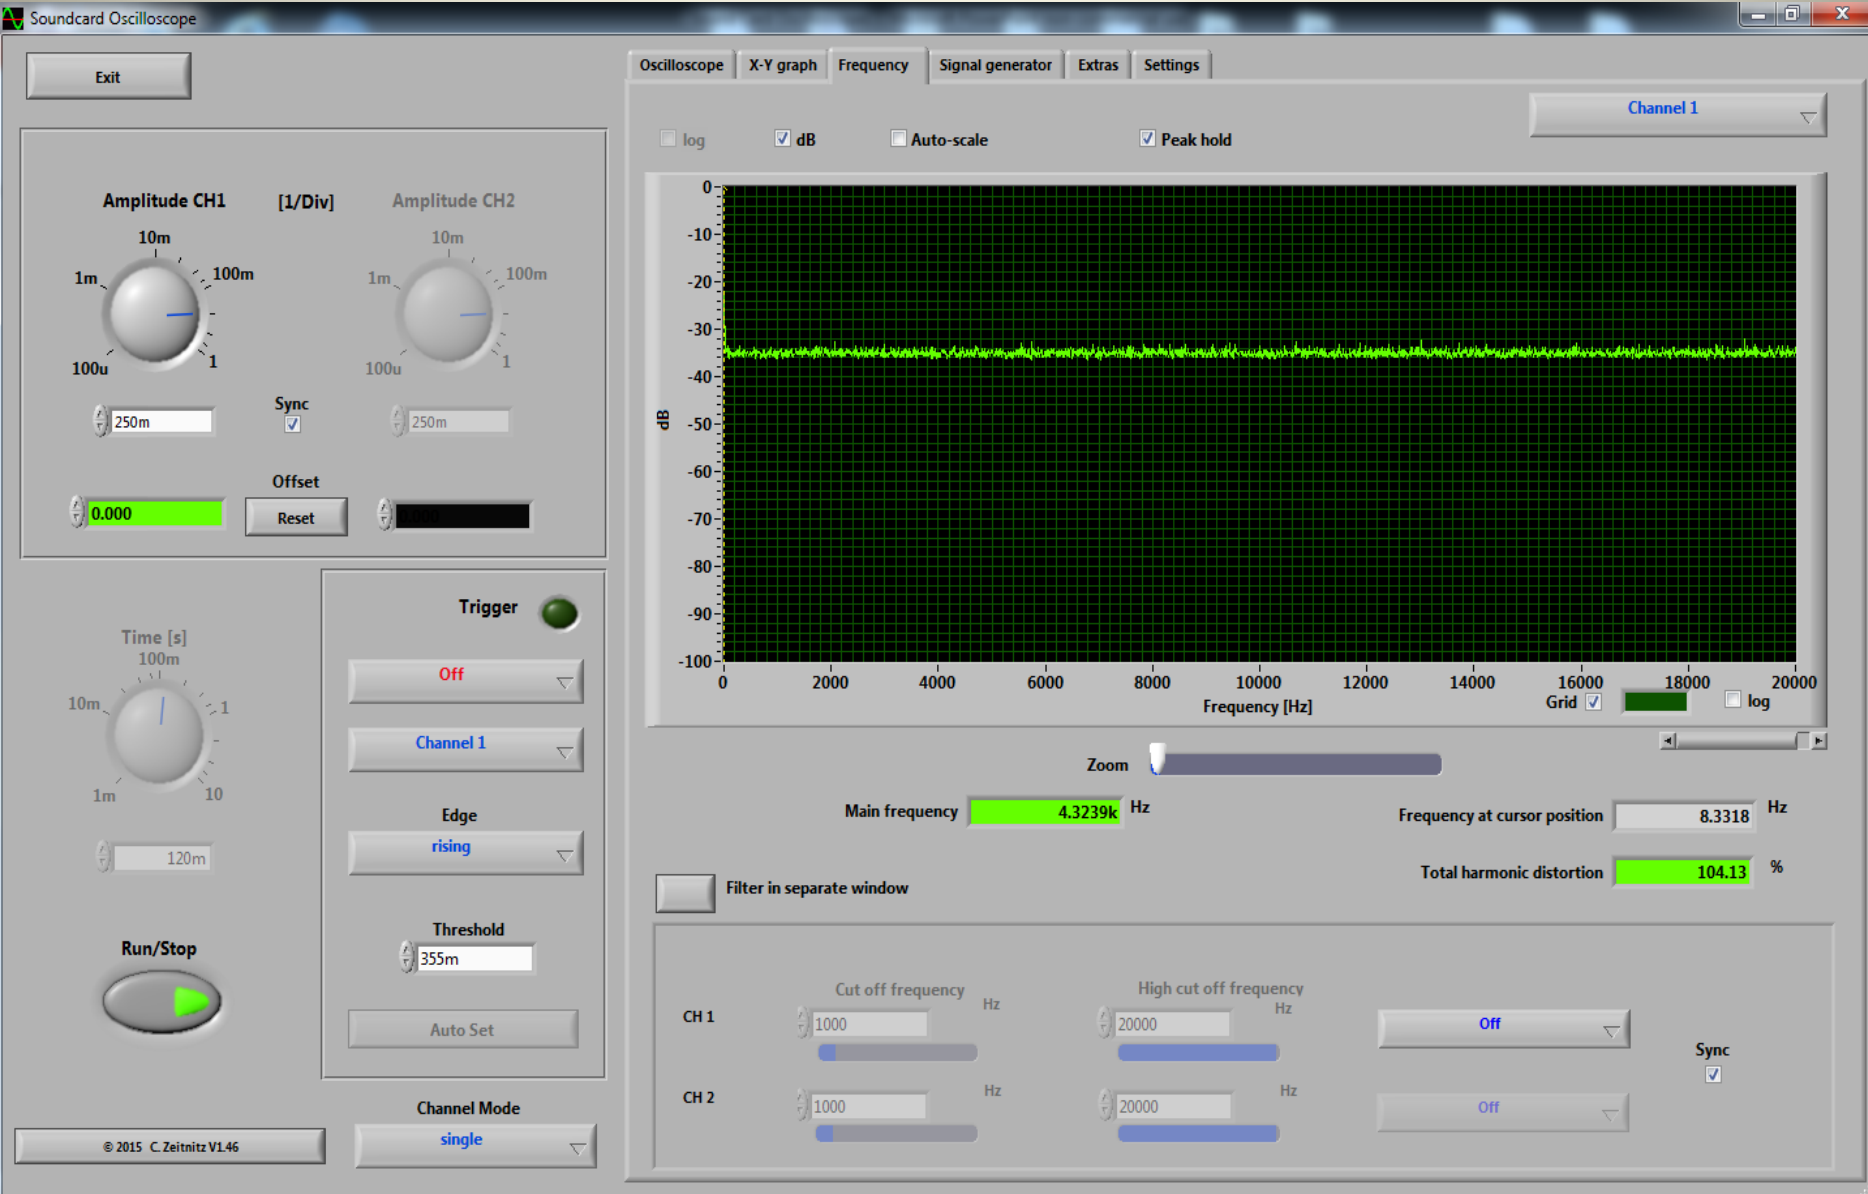 Soundcard Oscilloscope
Exit
Oscilloscope X-Y graph Frequency Signal generator Extras Settings
Channel 1
log dB Auto-scale Peak hold
Amplitude CH1 [1/Div] Amplitude CH2
10m 10m
1m 100m 1m 100m
100u 1 100u 1
Sync
250m 250m
Offset
0.000 Reset
0
-10
-20
-30
-40
-50
-60
-70
-80
-90
-100
dB
0 2000 4000 6000 8000 10000 12000 14000 16000 18000 20000
Frequency [Hz] Grid log
Zoom
Main frequency 4.3239k Hz
Frequency at cursor position 8.3318 Hz
Total harmonic distortion 104.13 %
Trigger
Off
Channel 1
Edge
rising
Threshold
355m
Auto Set
Time [s]
100m
10m 1
1m 10
120m
Run/Stop
Filter in separate window
Cut off frequency Hz High cut off frequency Hz
CH 1 1000 20000 Off
Sync
Hz Hz
CH 2 1000 20000 Off
Channel Mode
single
© 2015 C. Zeitnitz V1.46